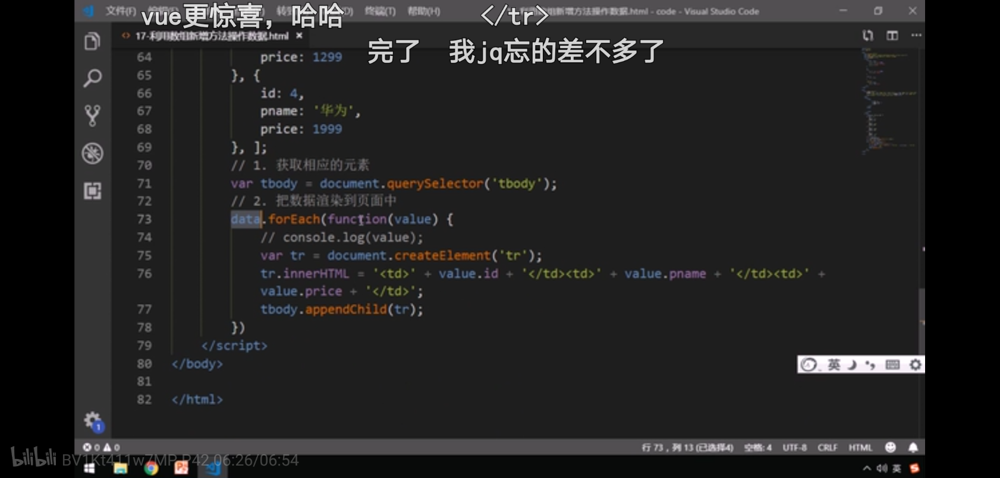 vue更惊喜，哈哈
</tr>
文件(F)
终端(T) 帮助(H)
利用数组新增方法操作数据.html - code - Visual Studio Code
完了 我jq忘的差不多了
17-利用数组新增方法操作数据.html ×
64 price: 1299
65 }, {
66 id: 4,
67 pname: '华为',
68 price: 1999
69 }, ];
70 // 1. 获取相应的元素
71 var tbody = document.querySelector('tbody');
72 // 2. 把数据渲染到页面中
73 data.forEach(function(value) {
74 // console.log(value);
75 var tr = document.createElement('tr');
76 tr.innerHTML = '<td>' + value.id + '</td><td>' + value.pname + '</td><td>' +
value.price + '</td>';
77 tbody.appendChild(tr);
78 })
79 </script>
80 </body>
81
82 </html>
英
1
0 0
行 73，列 13 (已选择4) 空格: 4 UTF-8 CRLF HTML
bilibili BV1Kt411w7MP P42 06:26/06:54
英